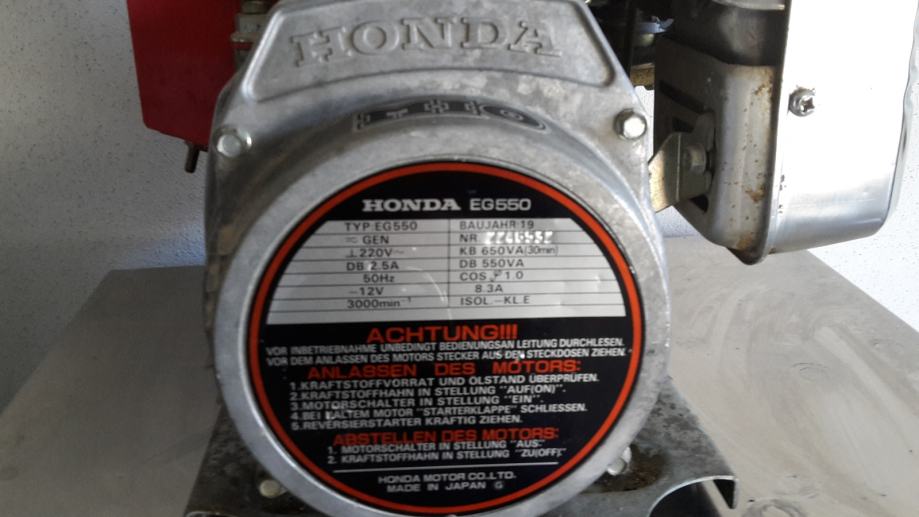 HONDA
HONDA EG550
TYP:EG550 BAUJAHR:19
GEN NR.
⊥220V~ KB 650VA(30min)
DB 2.5A DB 550VA
50Hz COS φ 1.0
-12V 8.3A
3000min⁻¹ ISOL.-KL.E
ACHTUNG!!!
VOR INBETRIEBNAHME UNBEDINGT BEDIENUNGSAN LEITUNG DURCHLESEN.
VOR DEM ANLASSEN DES MOTORS STECKER AUS DEN STECKDOSEN ZIEHEN.
ANLASSEN DES MOTORS:
1.KRAFTSTOFFVORRAT UND ÖLSTAND ÜBERPRÜFEN.
2.KRAFTSTOFFHAHN IN STELLUNG "AUF(ON)".
3.MOTORSCHALTER IN STELLUNG "EIN".
4.BEI KALTEM MOTOR "STARTERKLAPPE" SCHLIESSEN.
5.REVERSIERSTARTER KRAFTIG ZIEHEN.
ABSTELLEN DES MOTORS:
1. MOTORSCHALTER IN STELLUNG "AUS".
2. KRAFTSTOFFHAHN IN STELLUNG "ZU(OFF)".
HONDA MOTOR CO.,LTD.
MADE IN JAPAN G